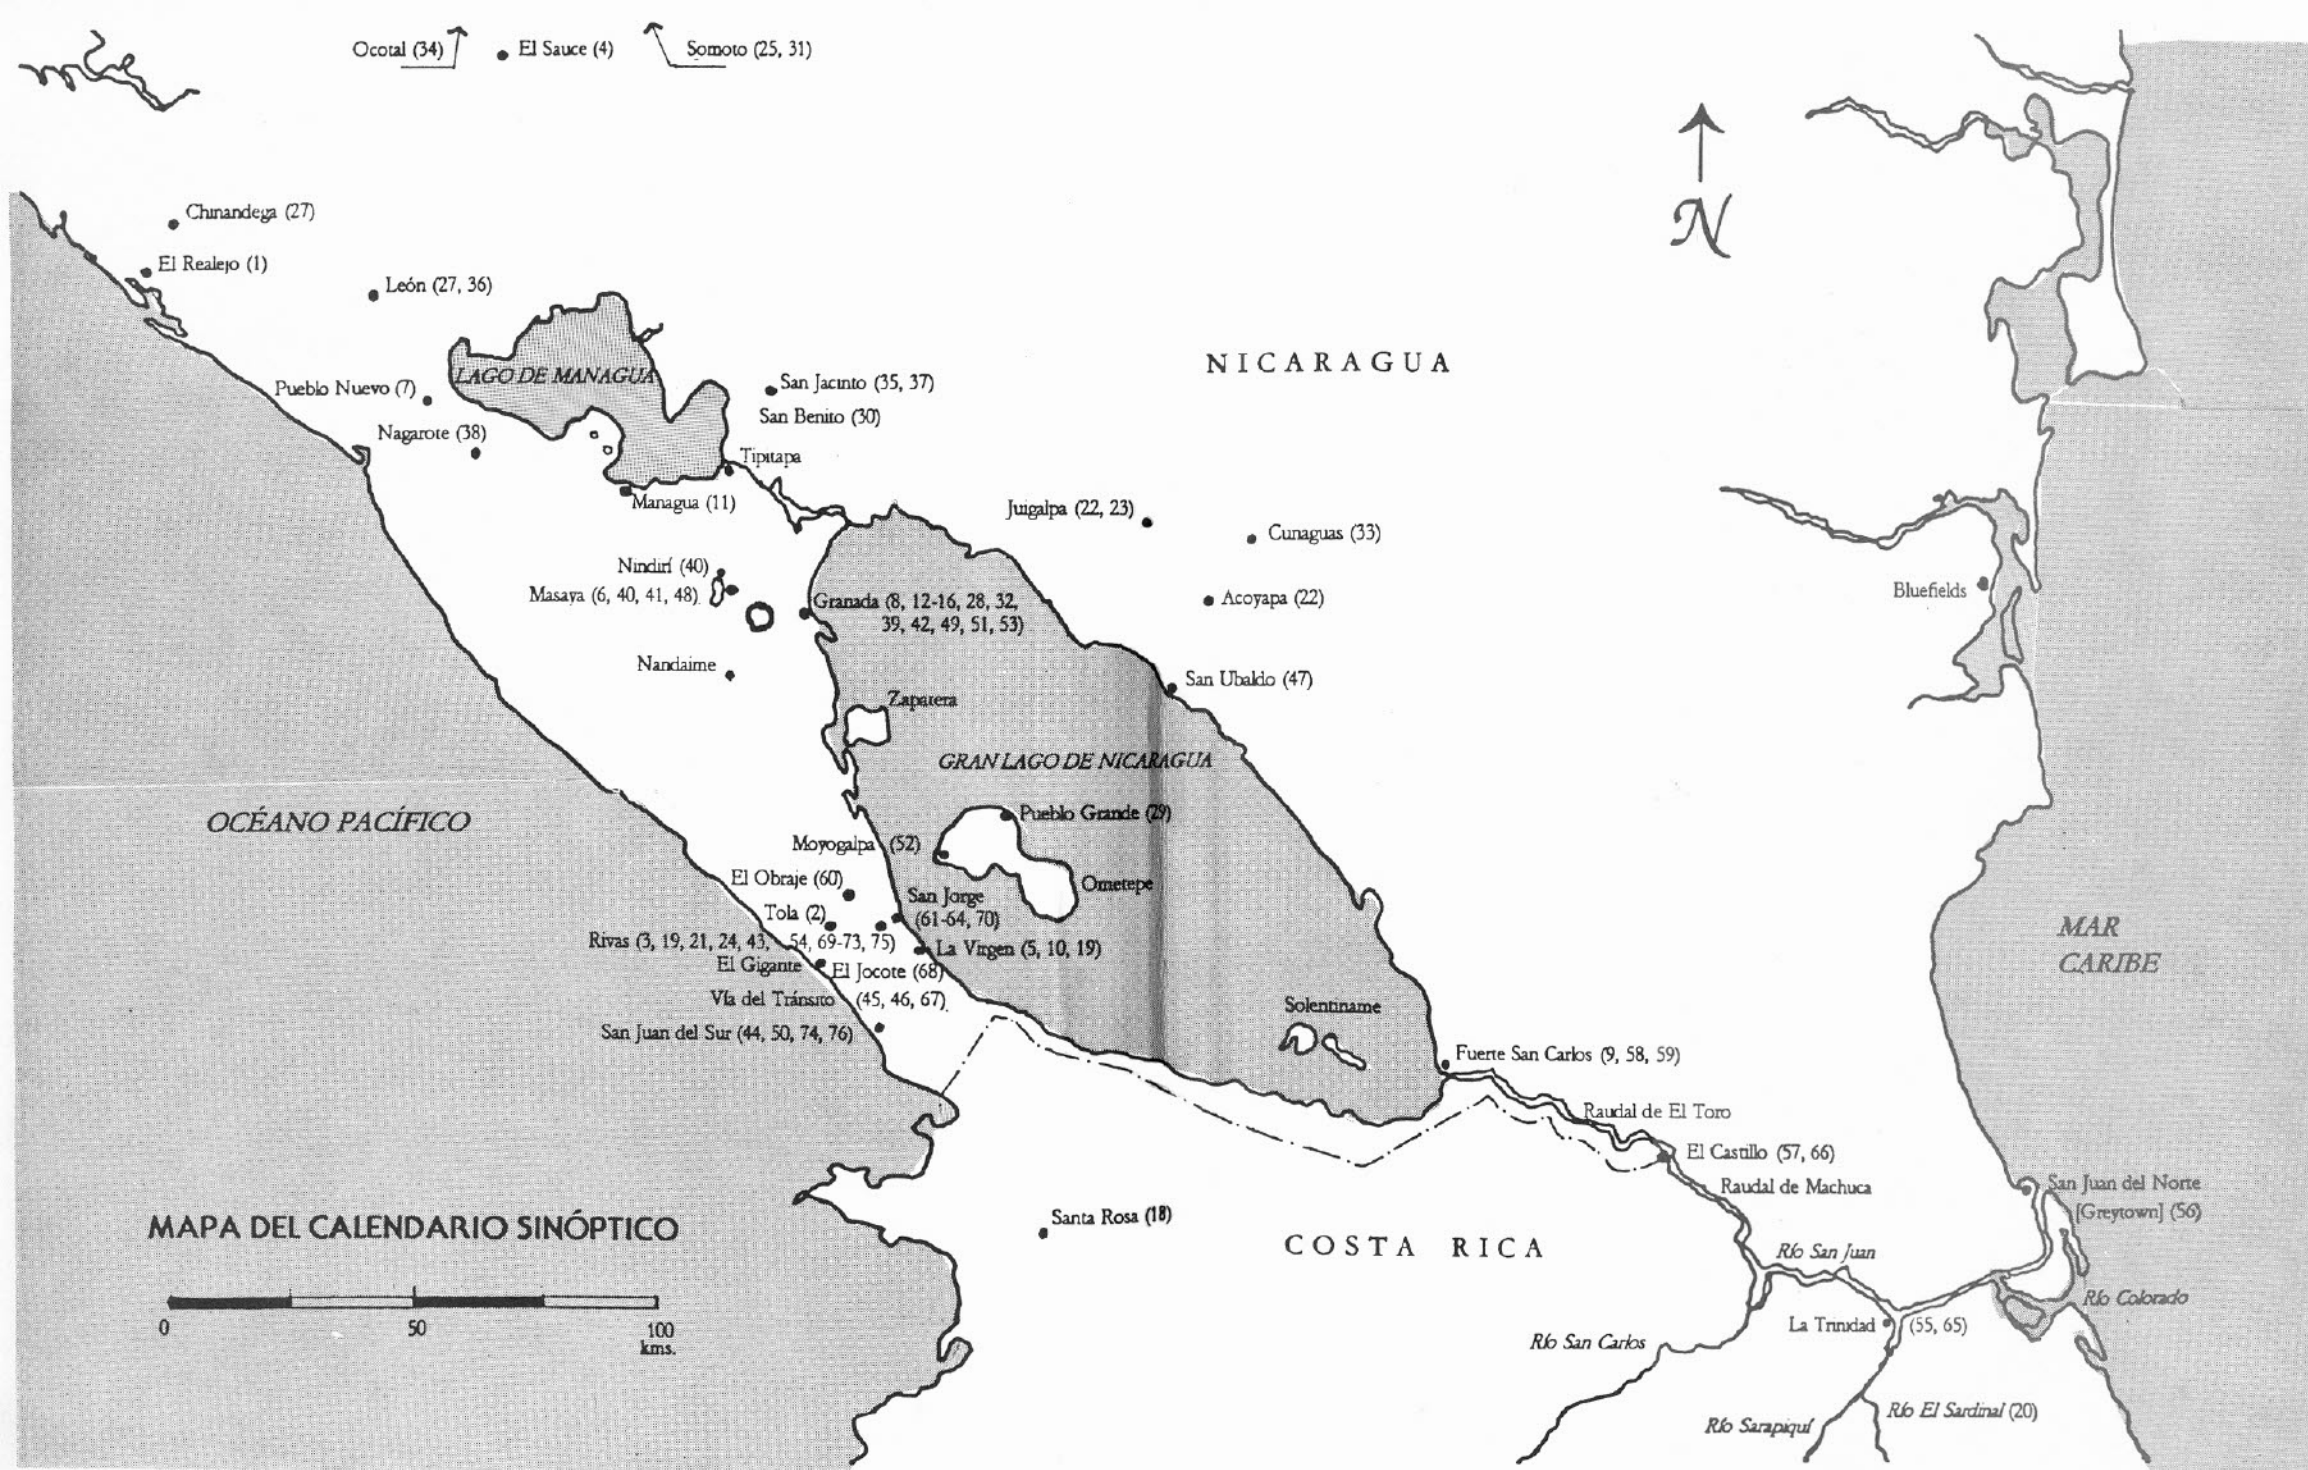 Ocotal (34)
El Sauce (4)
Somoto (25, 31)
N
Chinandega (27)
El Realejo (1)
León (27, 36)
LAGO DE MANAGUA
NICARAGUA
Pueblo Nuevo (7)
San Jacinto (35, 37)
San Benito (30)
Nagarote (38)
Tipitapa
Managua (11)
Juigalpa (22, 23)
Cunaguas (33)
Nindirí (40)
Masaya (6, 40, 41, 48)
Granada (8, 12-16, 28, 32,
39, 42, 49, 51, 53)
Acoyapa (22)
Bluefields
Nandaime
San Ubaldo (47)
Zapatera
GRAN LAGO DE NICARAGUA
OCÉANO PACÍFICO
Pueblo Grande (29)
Moyogalpa (52)
El Obraje (60)
Ometepe
San Jorge
(61-64, 70)
Tola (2)
Rivas (3, 19, 21, 24, 43, 54, 69-73, 75)
La Virgen (5, 10, 19)
El Gigante
El Jocote (68)
Vía del Tránsito (45, 46, 67)
San Juan del Sur (44, 50, 74, 76)
MAR
CARIBE
Solentiname
Fuerte San Carlos (9, 58, 59)
Raudal de El Toro
El Castillo (57, 66)
Raudal de Machuca
San Juan del Norte
[Greytown] (56)
Santa Rosa (18)
COSTA RICA
MAPA DEL CALENDARIO SINÓPTICO
Río San Juan
Río Colorado
0 50 100
kms.
La Trinidad (55, 65)
Río San Carlos
Río Sarapiquí
Río El Sardinal (20)